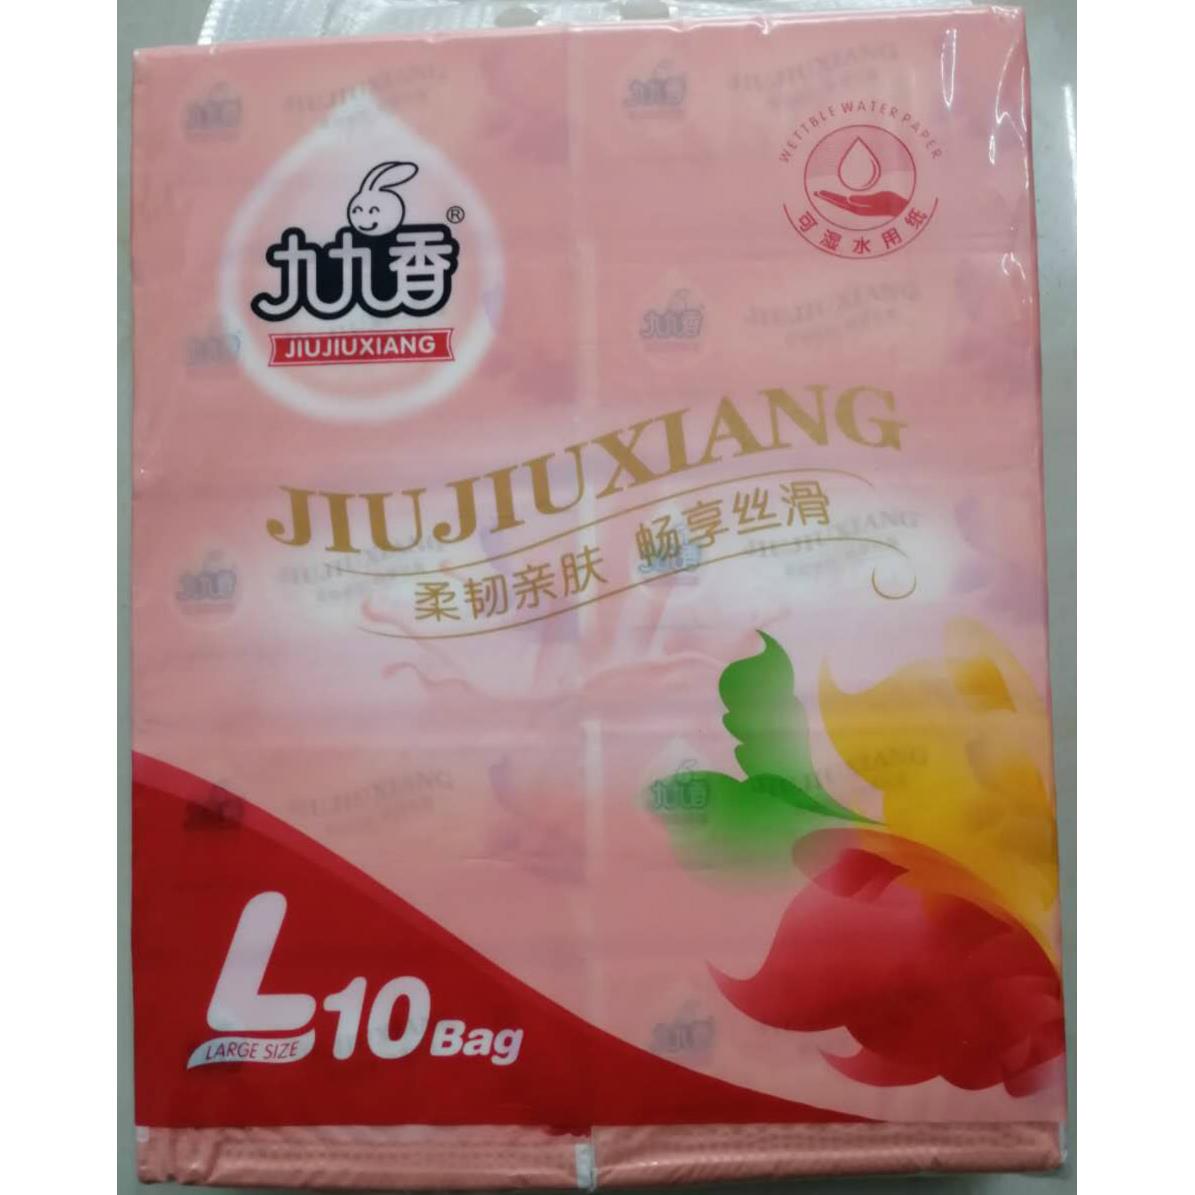 WETTBLE WATER PAPER
可湿水用纸
九九香®
JIUJIUXIANG
JIUJIUXIANG
柔韧亲肤 畅享丝滑
L 10 Bag
LARGE SIZE